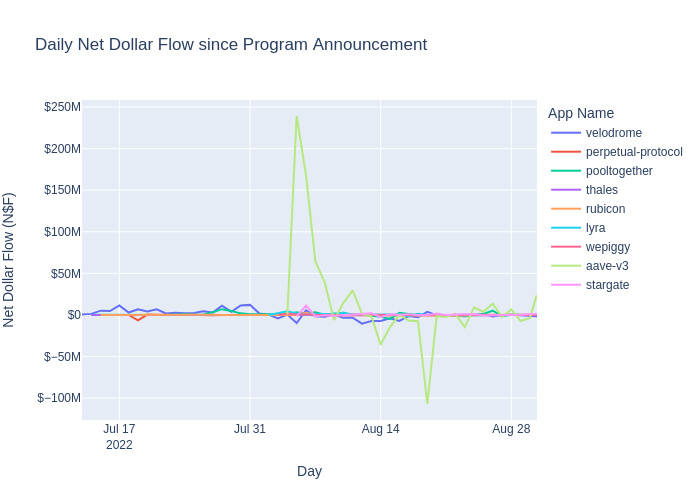 Daily Net Dollar Flow since Program Announcement
Net Dollar Flow (N$F)
$250M
$200M
$150M
$100M
$50M
$0
$−50M
$−100M
Jul 17
2022
Jul 31
Aug 14
Aug 28
Day
App Name
velodrome
perpetual-protocol
pooltogether
thales
rubicon
lyra
wepiggy
aave-v3
stargate